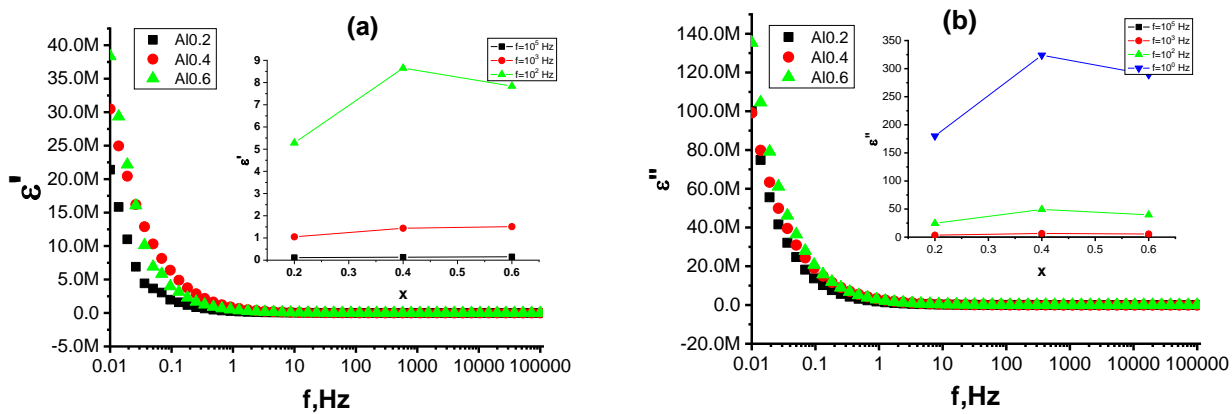 (a)
40.0M
35.0M
30.0M
25.0M
20.0M
15.0M
10.0M
5.0M
0.0
-5.0M
ε'
Al0.2
Al0.4
Al0.6
0.01 0.1 1 10 100 1000 10000 100000
f,Hz
f=10⁵ Hz
f=10³ Hz
f=10² Hz
9
8
7
6
5
4
3
2
1
0
ε'
0.2 0.3 0.4 0.5 0.6
x
(b)
140.0M
120.0M
100.0M
80.0M
60.0M
40.0M
20.0M
0.0
-20.0M
ε''
Al0.2
Al0.4
Al0.6
0.01 0.1 1 10 100 1000 10000 100000
f,Hz
f=10⁵ Hz
f=10³ Hz
f=10² Hz
f=10⁰ Hz
350
300
250
200
150
100
50
0
ε''
0.2 0.3 0.4 0.5 0.6
x